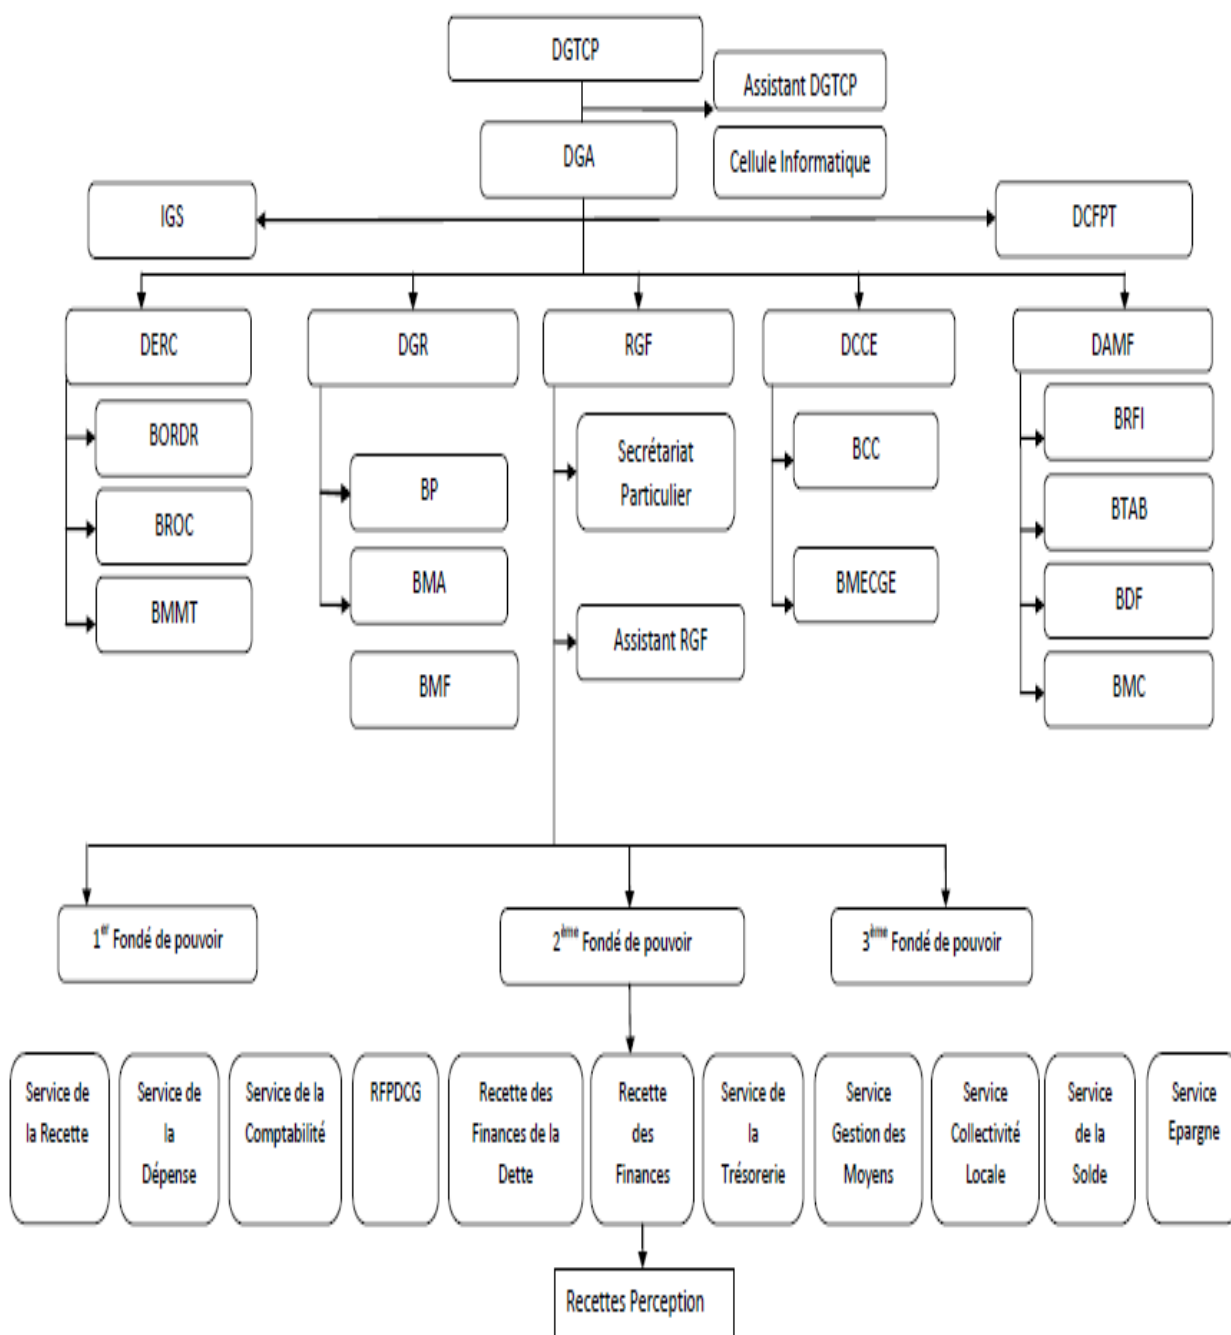 DGTCP
Assistant DGTCP
DGA
Cellule Informatique
IGS
DCFPT
DERC
DGR
RGF
DCCE
DAMF
BORDR
BROC
BMMT
BP
BMA
BMF
Secrétariat
Particulier
Assistant RGF
BCC
BMECGE
BRFI
BTAB
BDF
BMC
1er Fondé de pouvoir
2ème Fondé de pouvoir
3ème Fondé de pouvoir
Service de
la Recette
Service de
la
Dépense
Service de la
Comptabilité
RFPDCG
Recette des
Finances de la
Dette
Recette
des
Finances
Service de
la
Trésorerie
Service
Gestion des
Moyens
Service
Collectivité
Locale
Service
de la
Solde
Service
Epargne
Recettes Perception